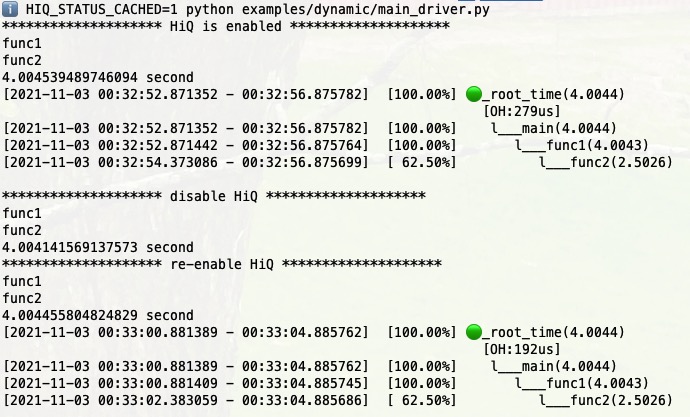 HIQ_STATUS_CACHED=1 python examples/dynamic/main_driver.py
******************** HiQ is enabled ********************
func1
func2
4.004539489746094 second
[2021-11-03 00:32:52.871352 - 00:32:56.875782]  [100.00%] 🟢_root_time(4.0044)
                                                            [OH:279us]
[2021-11-03 00:32:52.871352 - 00:32:56.875782]  [100.00%]    l___main(4.0044)
[2021-11-03 00:32:52.871442 - 00:32:56.875764]  [100.00%]       l___func1(4.0043)
[2021-11-03 00:32:54.373086 - 00:32:56.875699]  [ 62.50%]          l___func2(2.5026)
******************** disable HiQ ********************
func1
func2
4.004141569137573 second
******************** re-enable HiQ ********************
func1
func2
4.004455804824829 second
[2021-11-03 00:33:00.881389 - 00:33:04.885762]  [100.00%] 🟢_root_time(4.0044)
                                                            [OH:192us]
[2021-11-03 00:33:00.881389 - 00:33:04.885762]  [100.00%]    l___main(4.0044)
[2021-11-03 00:33:00.881409 - 00:33:04.885745]  [100.00%]       l___func1(4.0043)
[2021-11-03 00:33:02.383059 - 00:33:04.885686]  [ 62.50%]          l___func2(2.5026)